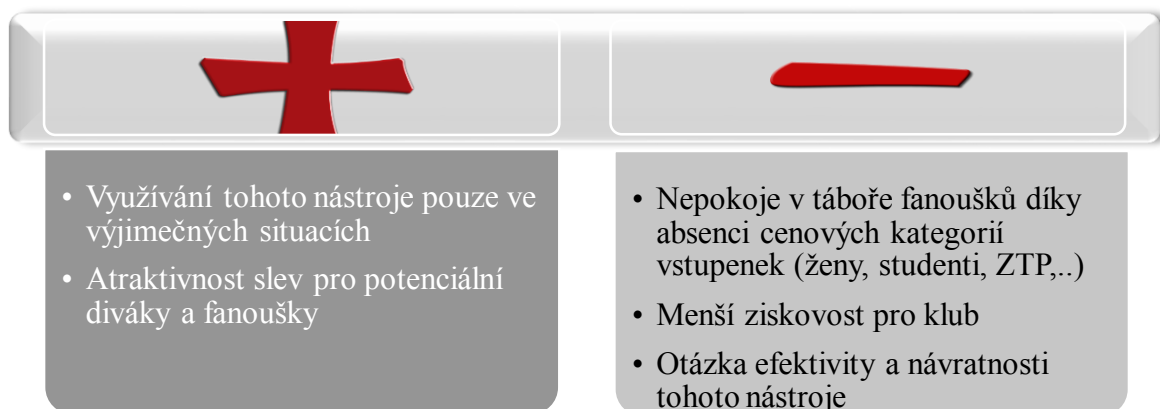 • Využívání tohoto nástroje pouze ve
výjimečných situacích
• Atraktivnost slev pro potenciální
diváky a fanoušky
• Nepokoje v táboře fanoušků díky
absenci cenových kategorií
vstupenek (ženy, studenti, ZTP,..)
• Menší ziskovost pro klub
• Otázka efektivity a návratnosti
tohoto nástroje